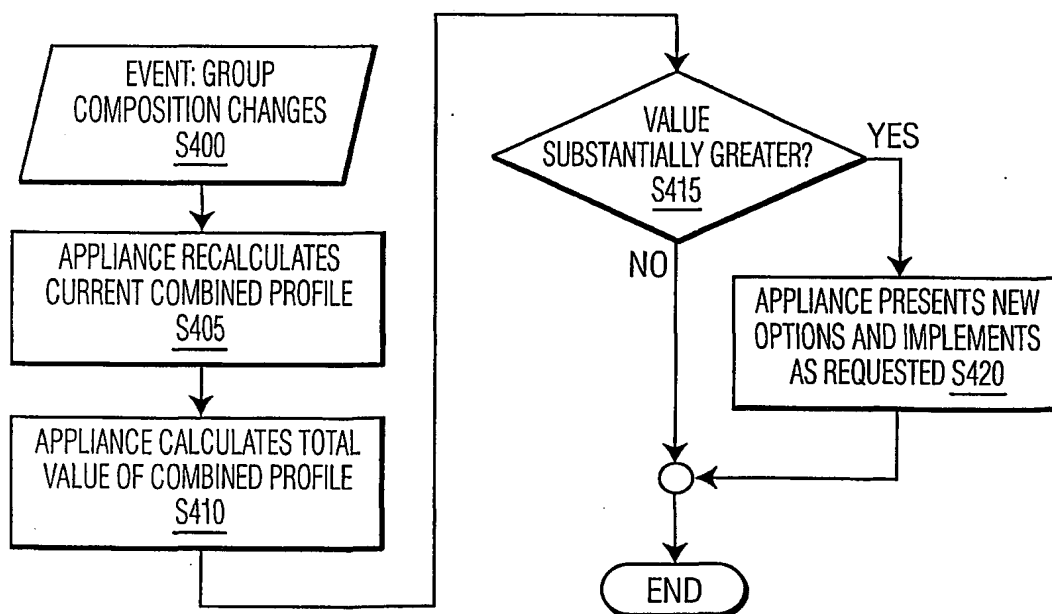 EVENT: GROUP
COMPOSITION CHANGES
S400
APPLIANCE RECALCULATES
CURRENT COMBINED PROFILE
S405
APPLIANCE CALCULATES TOTAL
VALUE OF COMBINED PROFILE
S410
VALUE
SUBSTANTIALLY GREATER?
S415
YES
NO
APPLIANCE PRESENTS NEW
OPTIONS AND IMPLEMENTS
AS REQUESTED S420
END